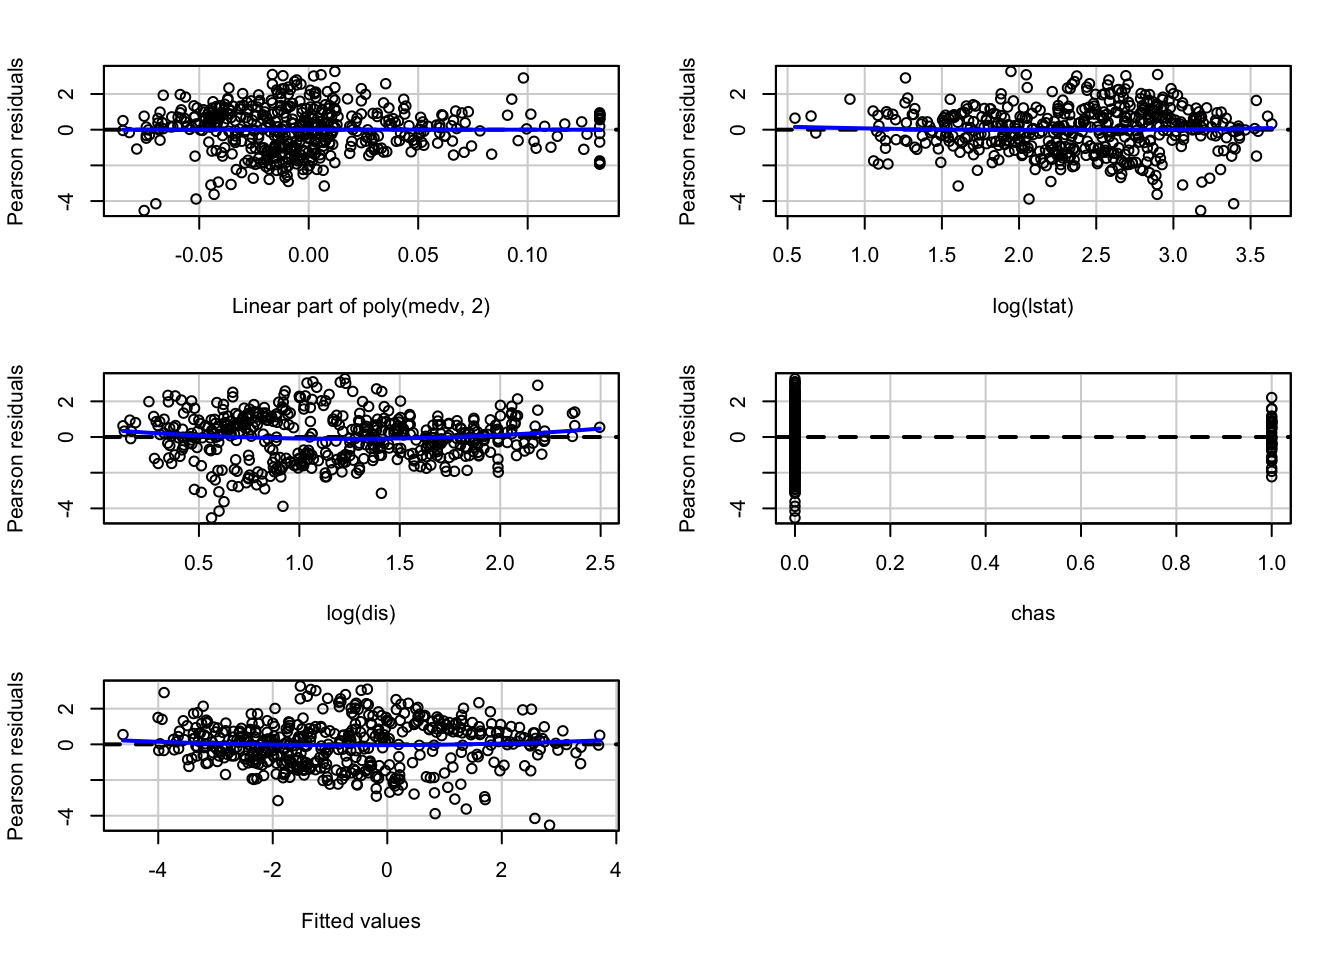 Pearson residuals
2
0
-4
-0.05 0.00 0.05 0.10
Linear part of poly(medv, 2)
Pearson residuals
2
0
-4
0.5 1.0 1.5 2.0 2.5 3.0 3.5
log(lstat)
Pearson residuals
2
0
-4
0.5 1.0 1.5 2.0 2.5
log(dis)
Pearson residuals
2
0
-4
0.0 0.2 0.4 0.6 0.8 1.0
chas
Pearson residuals
2
0
-4
-4 -2 0 2 4
Fitted values